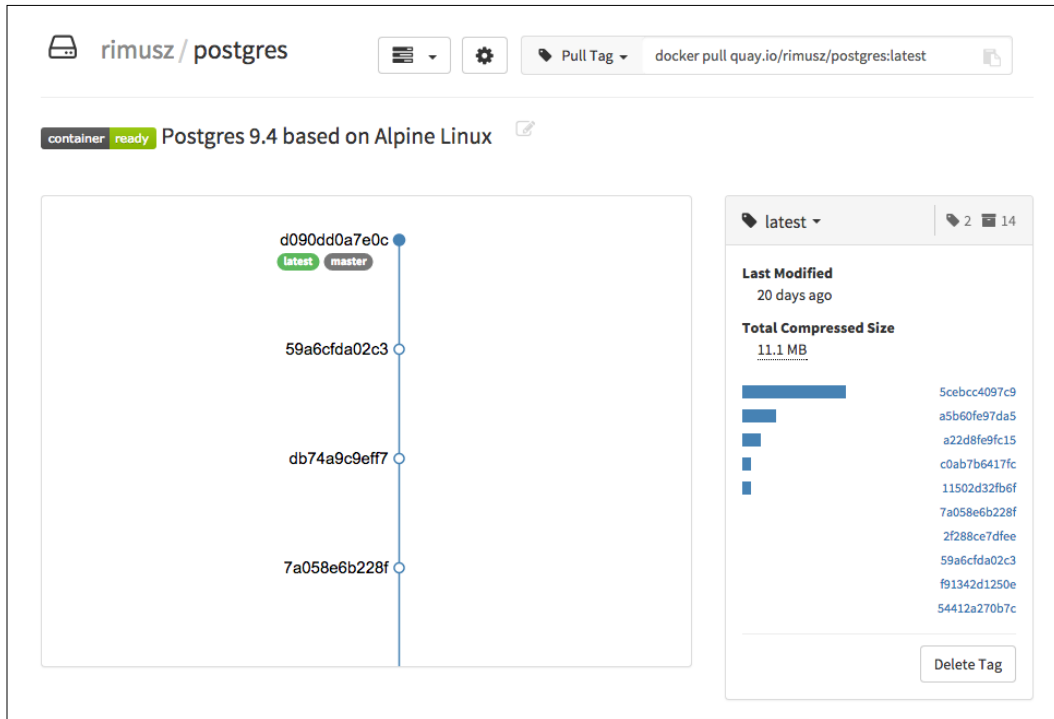 rimusz / postgres
Pull Tag
docker pull quay.io/rimusz/postgres:latest
container ready Postgres 9.4 based on Alpine Linux
d090dd0a7e0c
latest master
59a6cfda02c3
db74a9c9eff7
7a058e6b228f
latest
2 14
Last Modified
20 days ago
Total Compressed Size
11.1 MB
5cebcc4097c9
a5b60fe97da5
a22d8fe9fc15
c0ab7b6417fc
11502d32fb6f
7a058e6b228f
2f288ce7dfee
59a6cfda02c3
f91342d1250e
54412a270b7c
Delete Tag